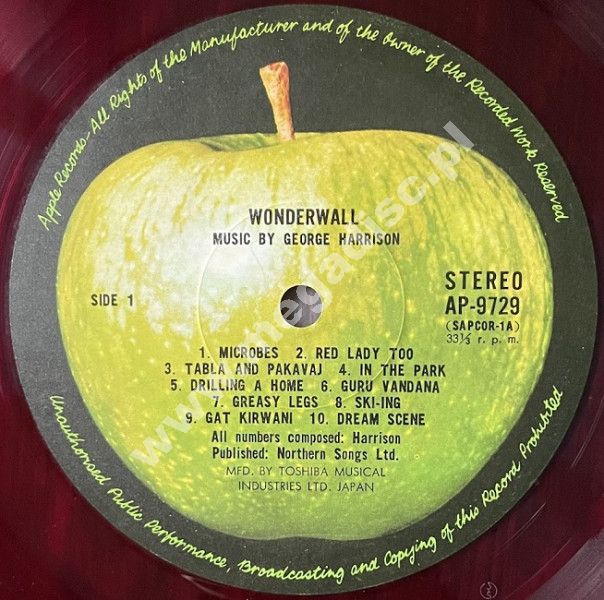 Apple Records-All Rights of the Manufacturer and of the Owner of the Recorded Work Reserved
WONDERWALL
MUSIC BY GEORGE HARRISON
SIDE 1
STEREO
AP-9729
(SAPCOR-1A)
33⅓ r. p. m.
1. MICROBES 2. RED LADY TOO
3. TABLA AND PAKAVAJ 4. IN THE PARK
5. DRILLING A HOME 6. GURU VANDANA
7. GREASY LEGS 8. SKI-ING
9. GAT KIRWANI 10. DREAM SCENE
All numbers composed: Harrison
Published: Northern Songs Ltd.
MFD. BY TOSHIBA MUSICAL
INDUSTRIES LTD. JAPAN
Unauthorised Public Performance, Broadcasting and Copying of this Record Prohibited
www.megadisc.pl